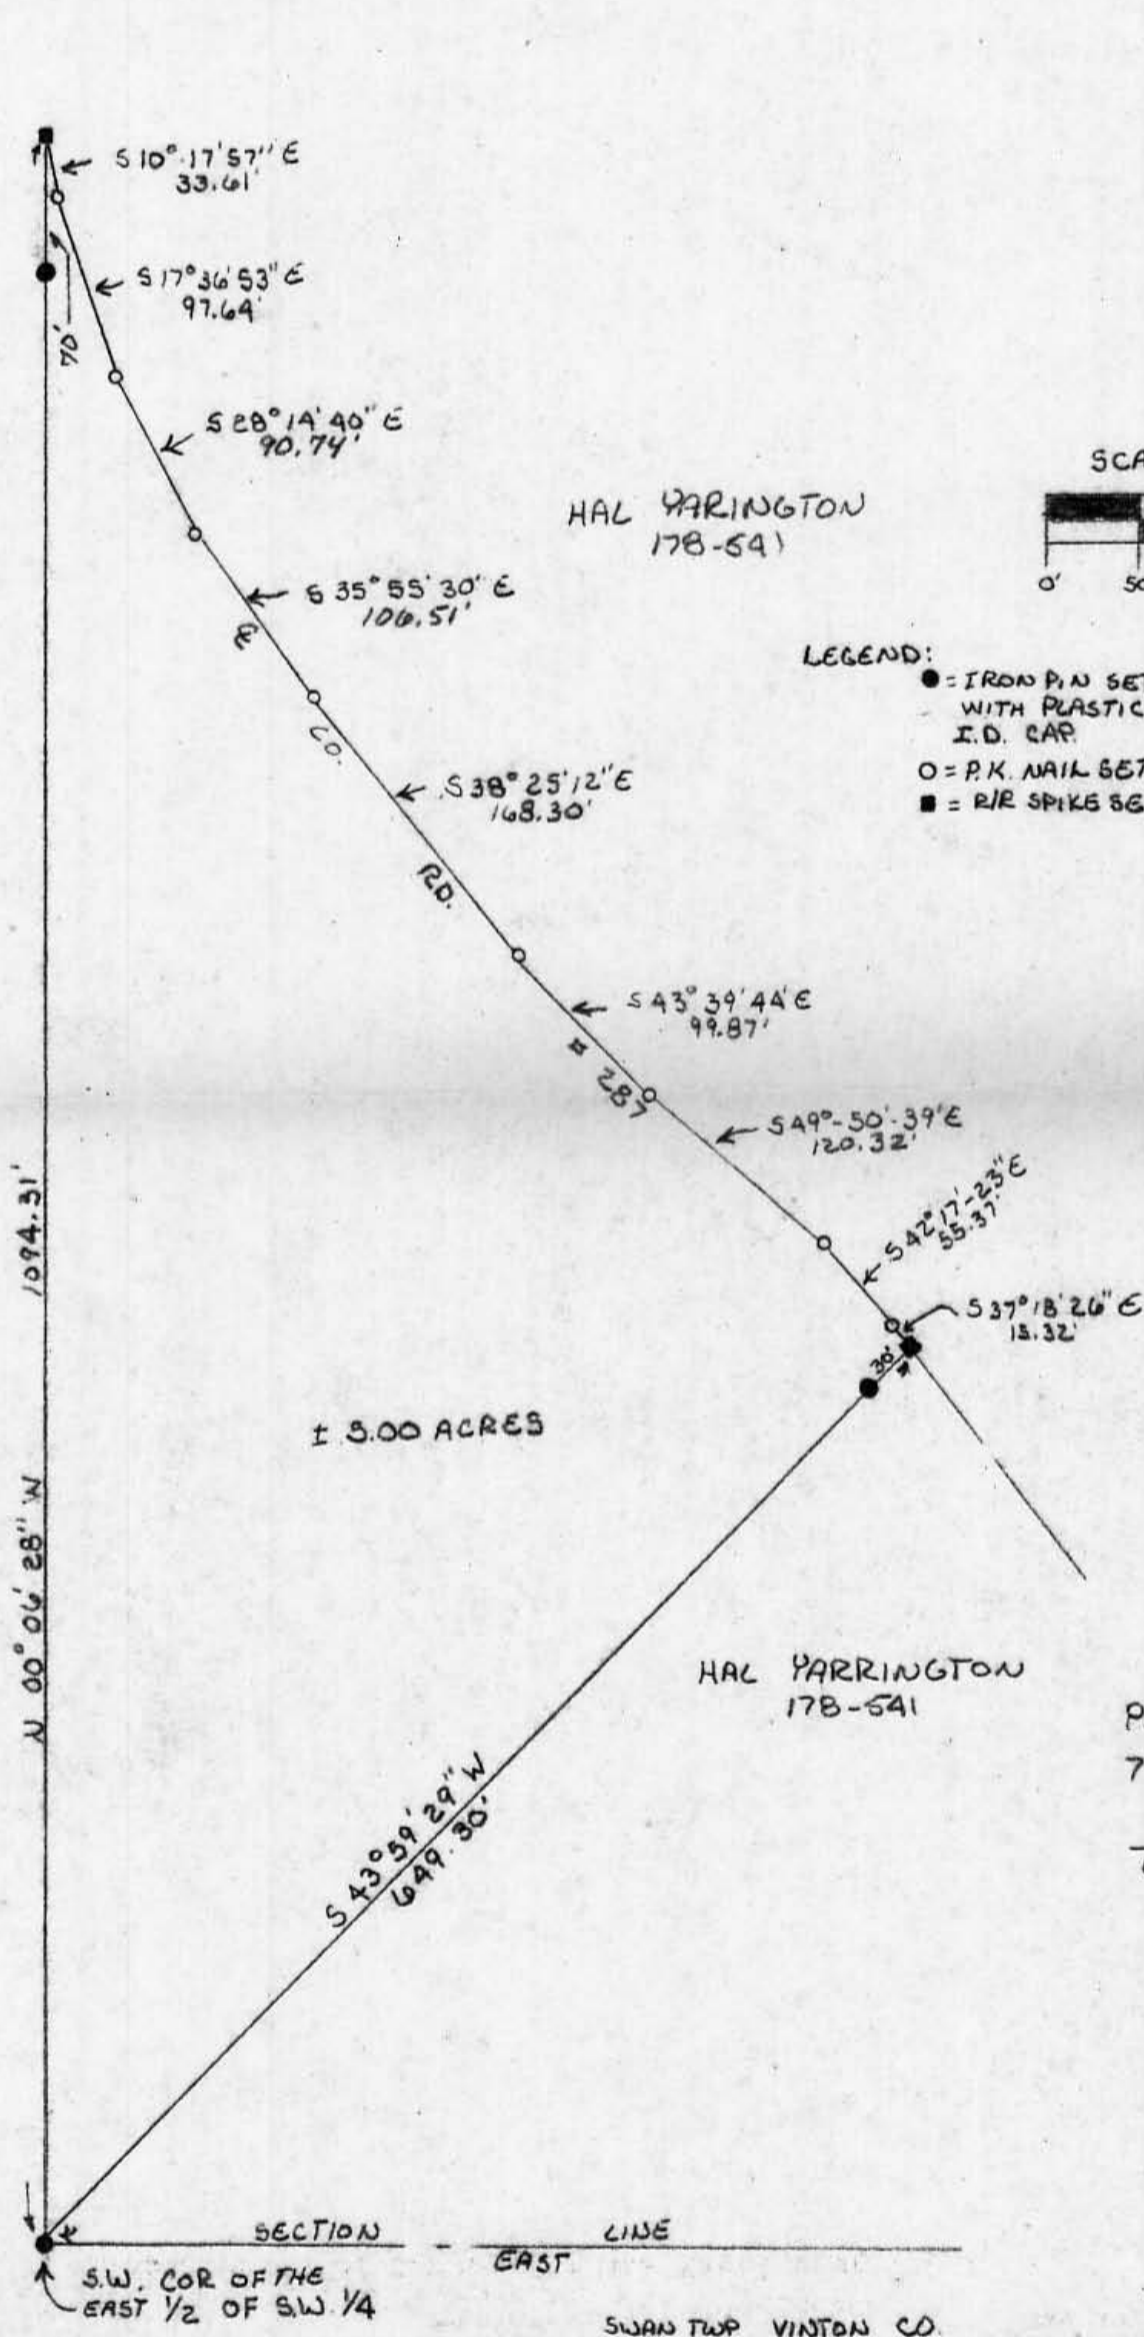 S 10° 17' 57" E
33.61'
S 17° 36' 53" E
97.64'
70'
S 28° 14' 40" E
90.74'
HAL YARINGTON
178-541
SCA
0' 50
S 35° 55' 30" E
106.51'
LEGEND:
● = IRON PIN SET
WITH PLASTIC
I.D. CAP.
O = P.K. NAIL SET
■ = R/R SPIKE SE
CO.
S 38° 25' 12" E
168.30'
RD.
S 43° 39' 44' E
99.87'
# 287
S 49°-50'-39' E
120.32'
S 42° 17'-23" E
55.37'
S 37° 18' 26" E
15.32'
30'
1094.31'
N 00° 06' 28" W
± 5.00 ACRES
HAL YARRINGTON
178-541
P
7
S 43° 59' 29" W
649.30'
SECTION LINE
EAST
S.W. COR OF THE
EAST 1/2 OF S.W. 1/4
SWAN TWP VINTON CO.